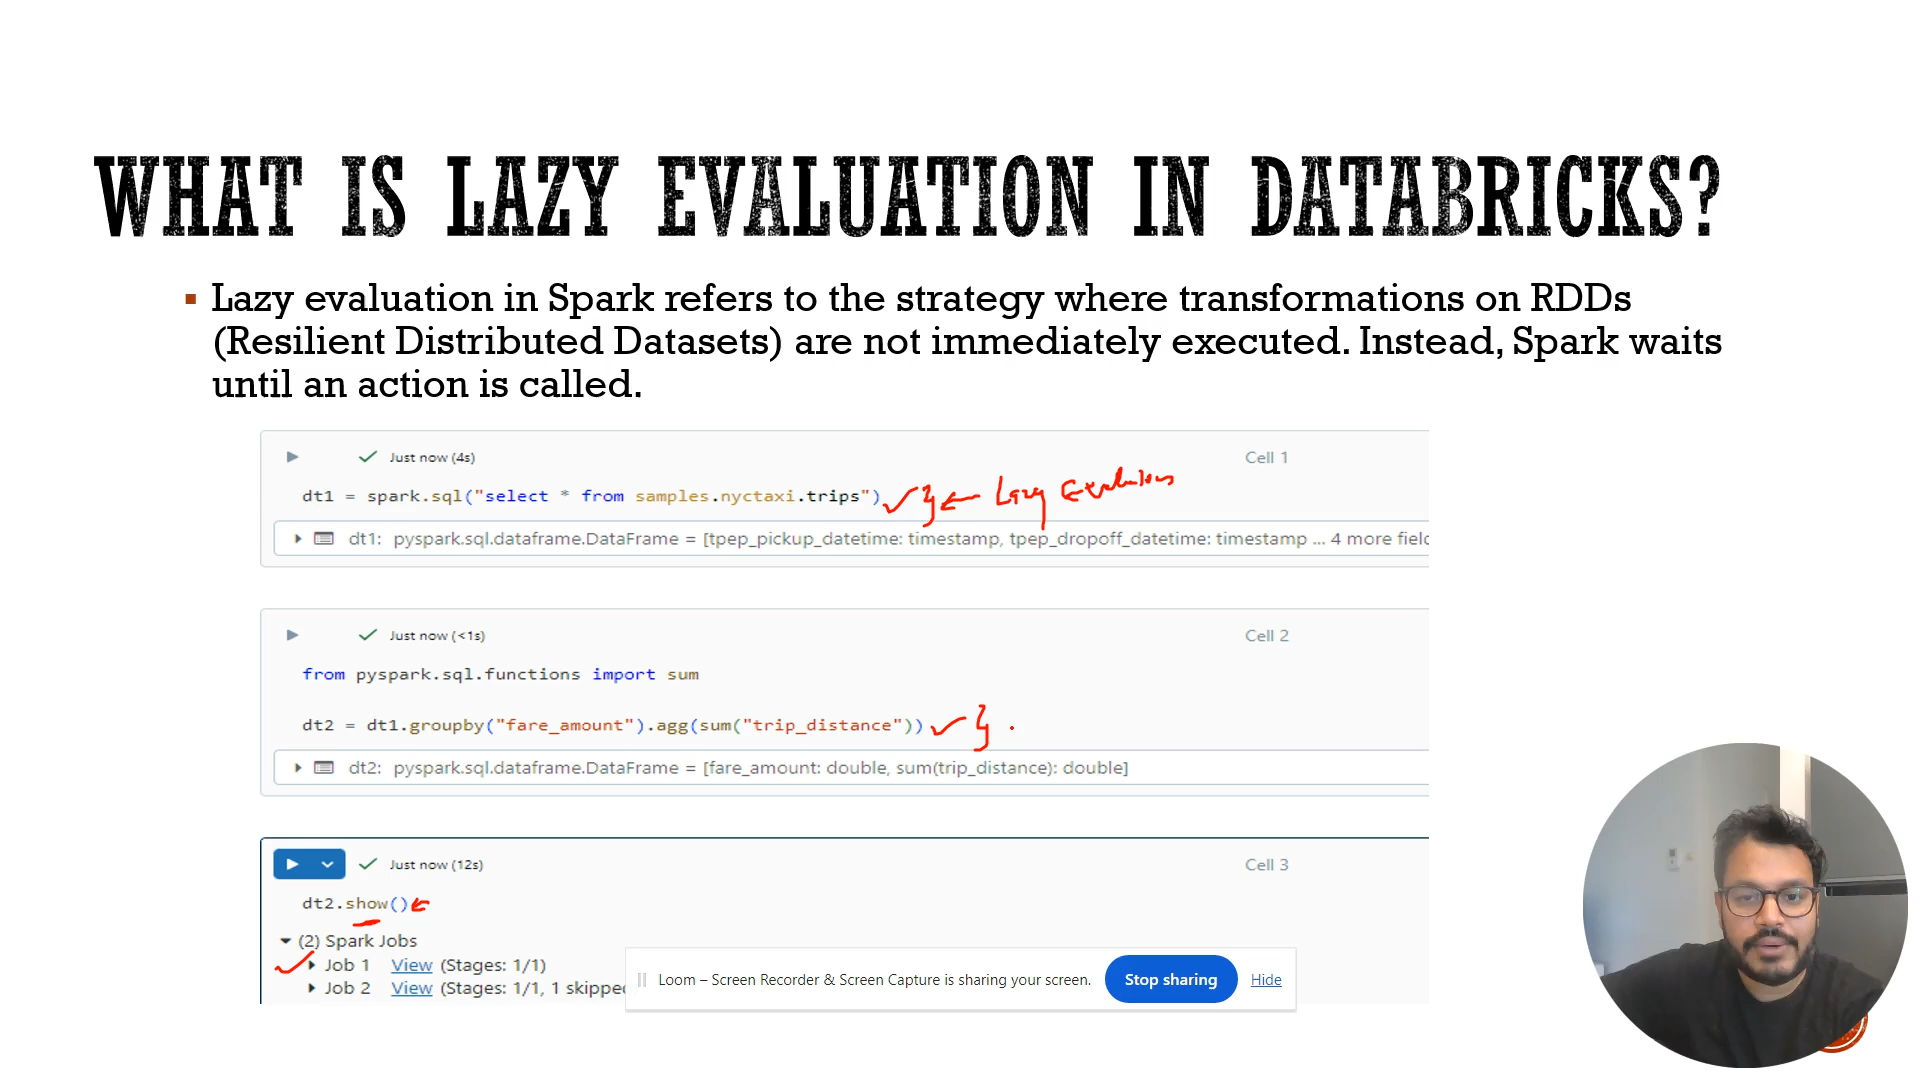 WHAT IS LAZY EVALUATION IN DATABRICKS?
▪ Lazy evaluation in Spark refers to the strategy where transformations on RDDs
(Resilient Distributed Datasets) are not immediately executed. Instead, Spark waits
until an action is called.
Just now (4s) Cell 1
dt1 = spark.sql("select * from samples.nyctaxi.trips") ← Lazy Evaluations
dt1: pyspark.sql.dataframe.DataFrame = [tpep_pickup_datetime: timestamp, tpep_dropoff_datetime: timestamp ... 4 more fiel
Just now (<1s) Cell 2
from pyspark.sql.functions import sum
dt2 = dt1.groupby("fare_amount").agg(sum("trip_distance"))
dt2: pyspark.sql.dataframe.DataFrame = [fare_amount: double, sum(trip_distance): double]
Just now (12s) Cell 3
dt2.show()
(2) Spark Jobs
Job 1 View (Stages: 1/1)
Job 2 View (Stages: 1/1, 1 skipped
Loom – Screen Recorder & Screen Capture is sharing your screen. Stop sharing Hide